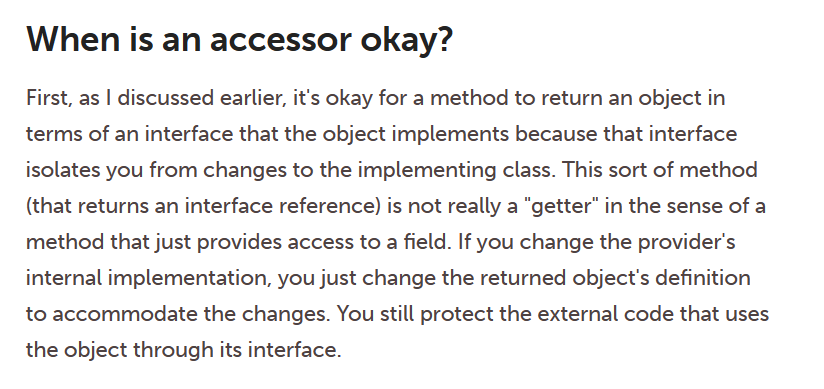 When is an accessor okay?
First, as I discussed earlier, it's okay for a method to return an object in
terms of an interface that the object implements because that interface
isolates you from changes to the implementing class. This sort of method
(that returns an interface reference) is not really a "getter" in the sense of a
method that just provides access to a field. If you change the provider's
internal implementation, you just change the returned object's definition
to accommodate the changes. You still protect the external code that uses
the object through its interface.